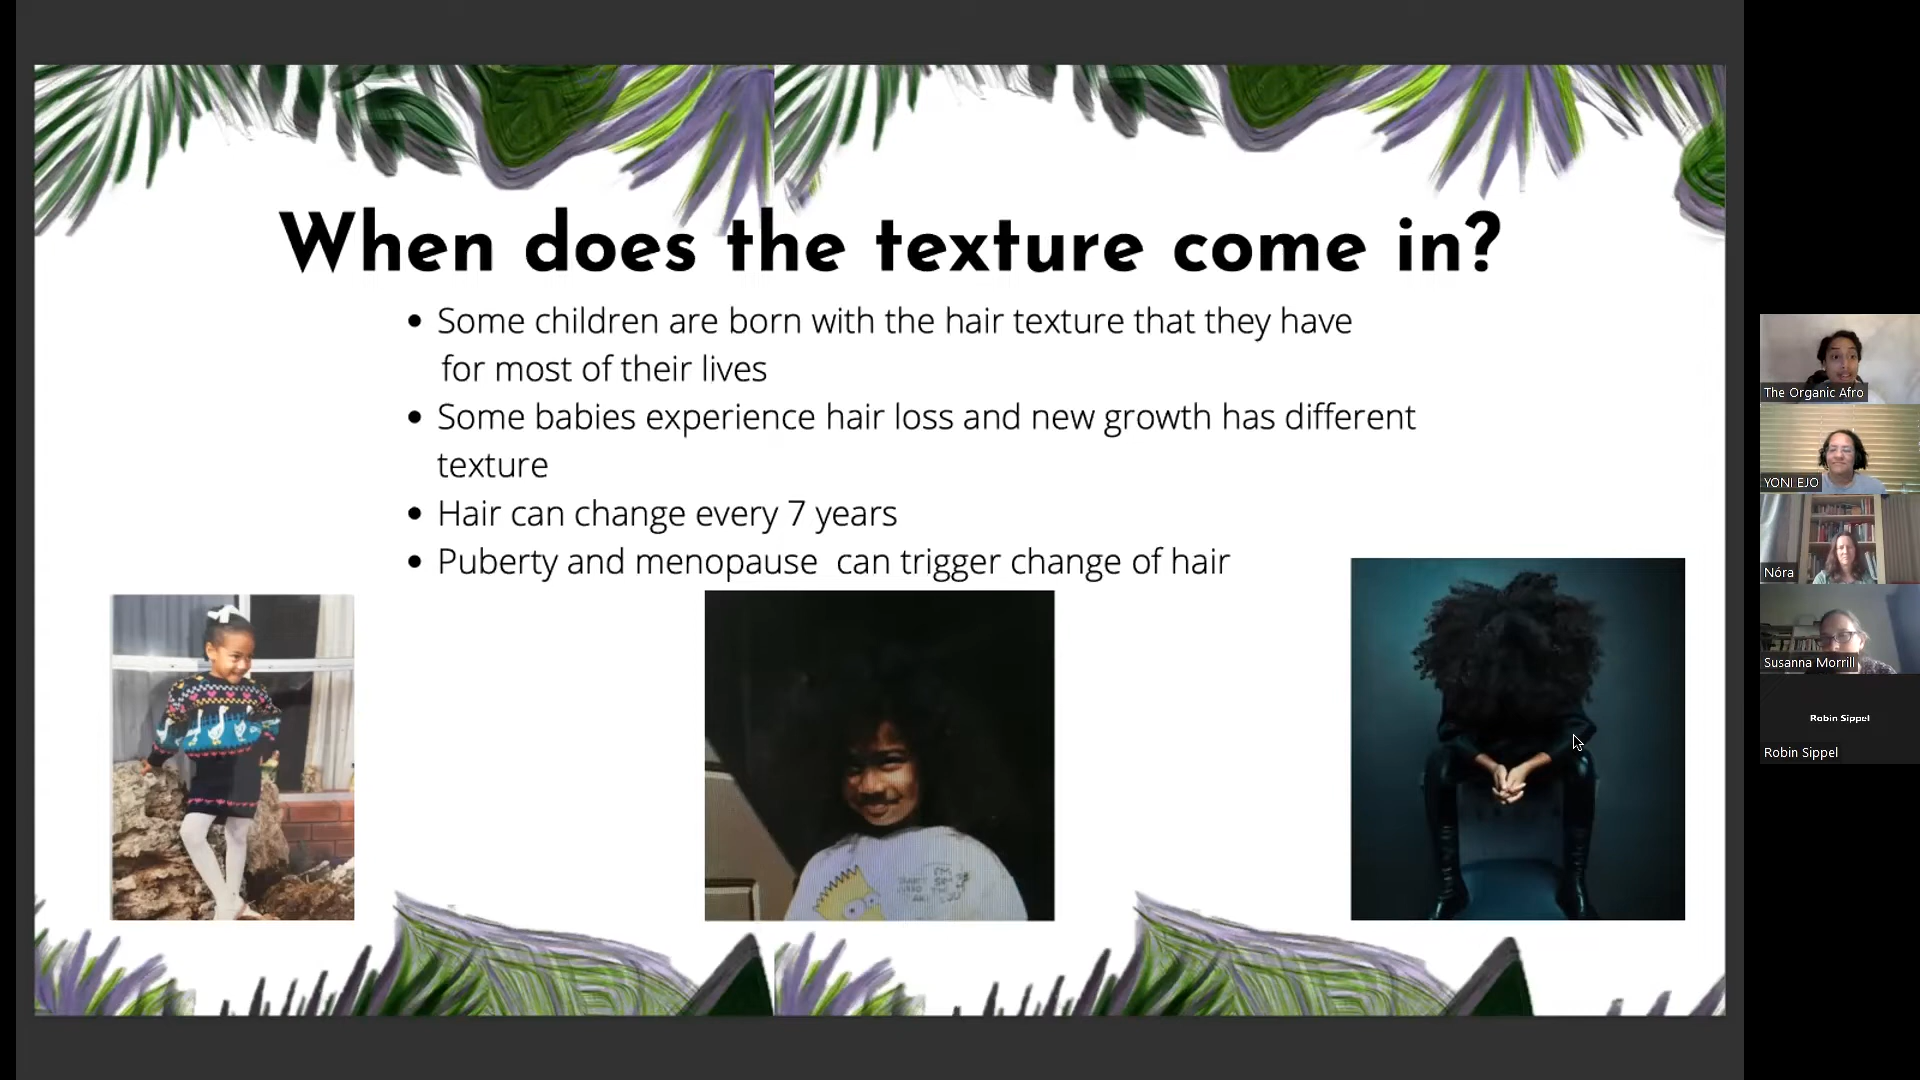 When does the texture come in?
• Some children are born with the hair texture that they have
for most of their lives
• Some babies experience hair loss and new growth has different
texture
• Hair can change every 7 years
• Puberty and menopause  can trigger change of hair
The Organic Afro
YONI EJO
Nóra
Susanna Morrill
Robin Sippel
Robin Sippel